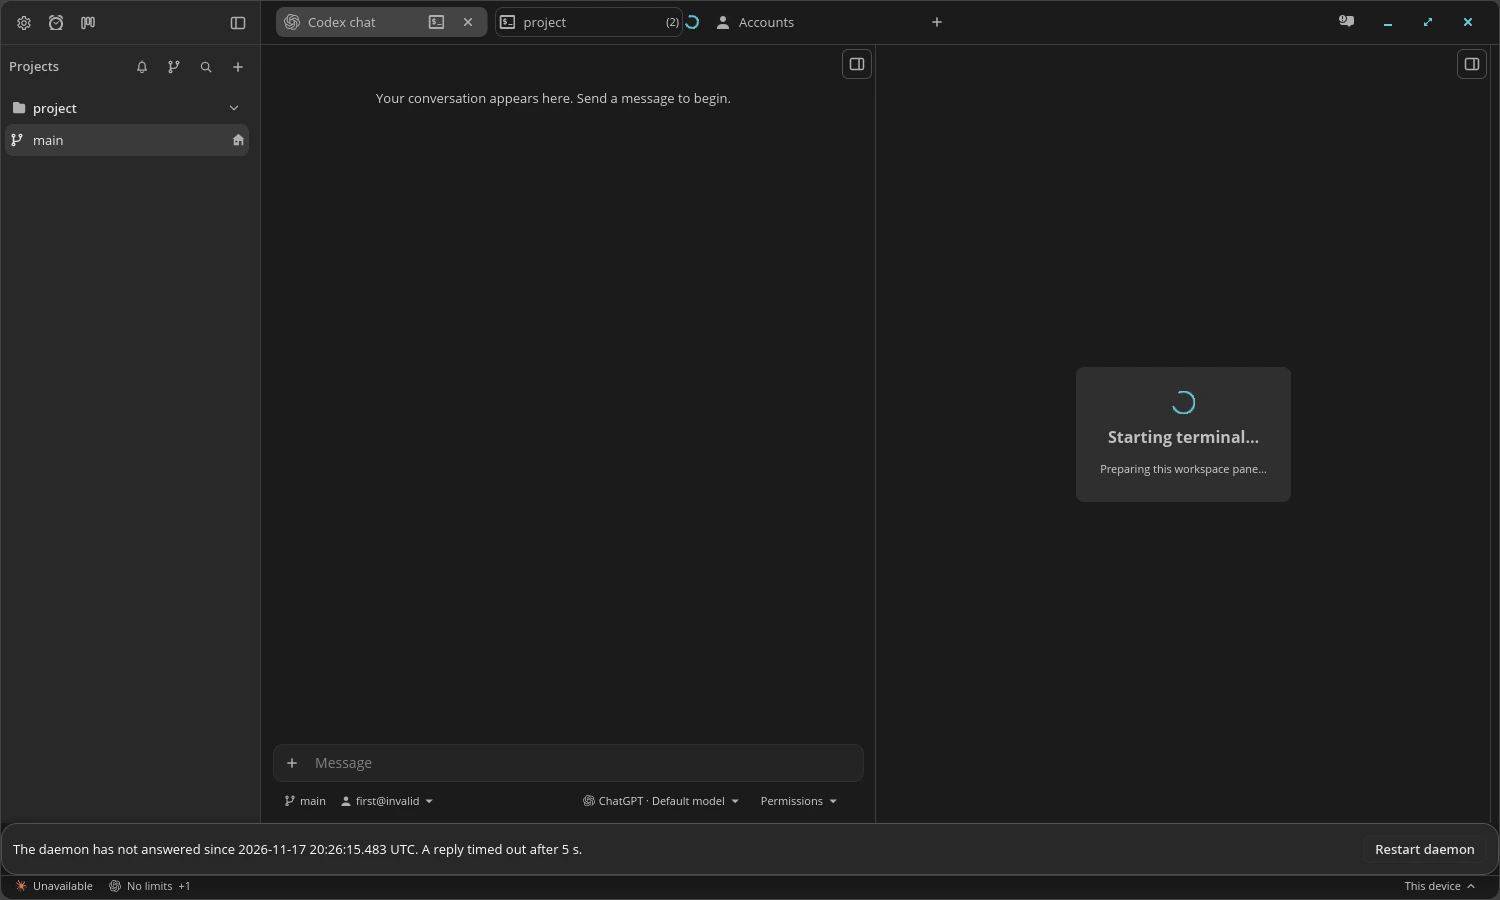 Codex chat
project
(2)
Accounts
Projects
project
main
Your conversation appears here. Send a message to begin.
Starting terminal...
Preparing this workspace pane...
Message
main
first@invalid
ChatGPT · Default model
Permissions
The daemon has not answered since 2026-11-17 20:26:15.483 UTC. A reply timed out after 5 s.
Restart daemon
Unavailable
No limits +1
This device